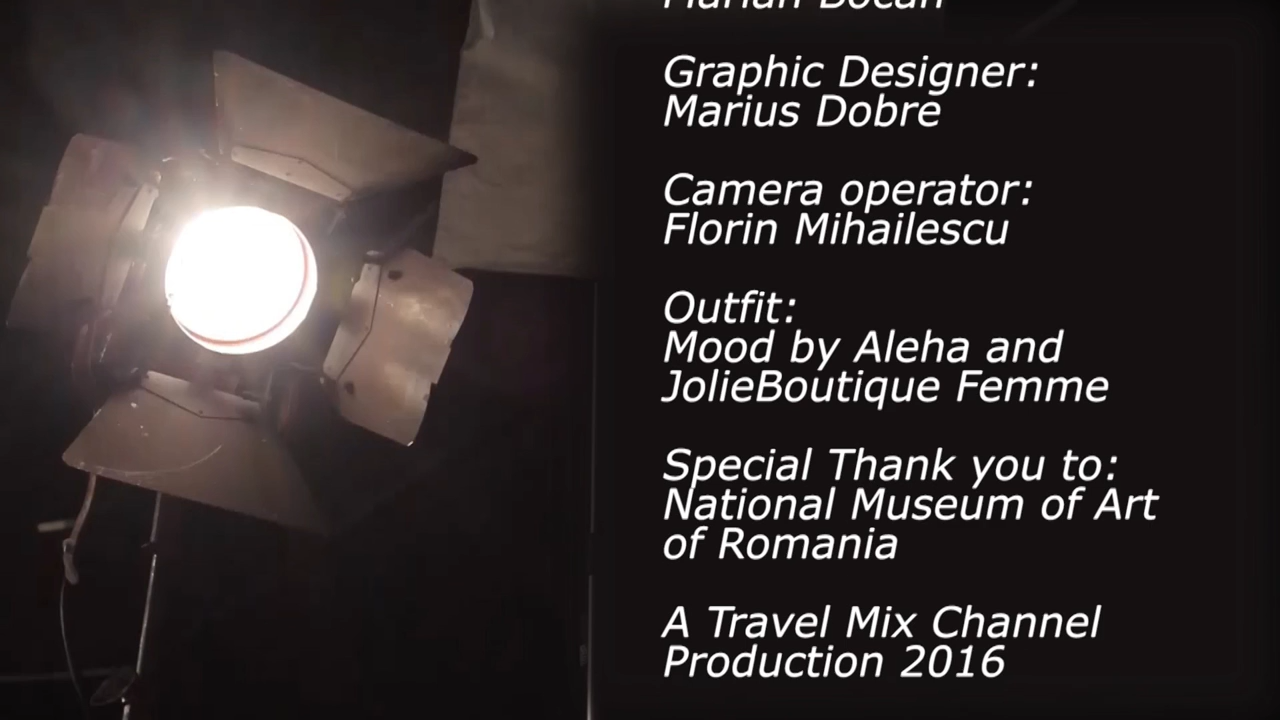 Graphic Designer:
Marius Dobre
Camera operator:
Florin Mihailescu
Outfit:
Mood by Aleha and
JolieBoutique Femme
Special Thank you to:
National Museum of Art
of Romania
A Travel Mix Channel
Production 2016